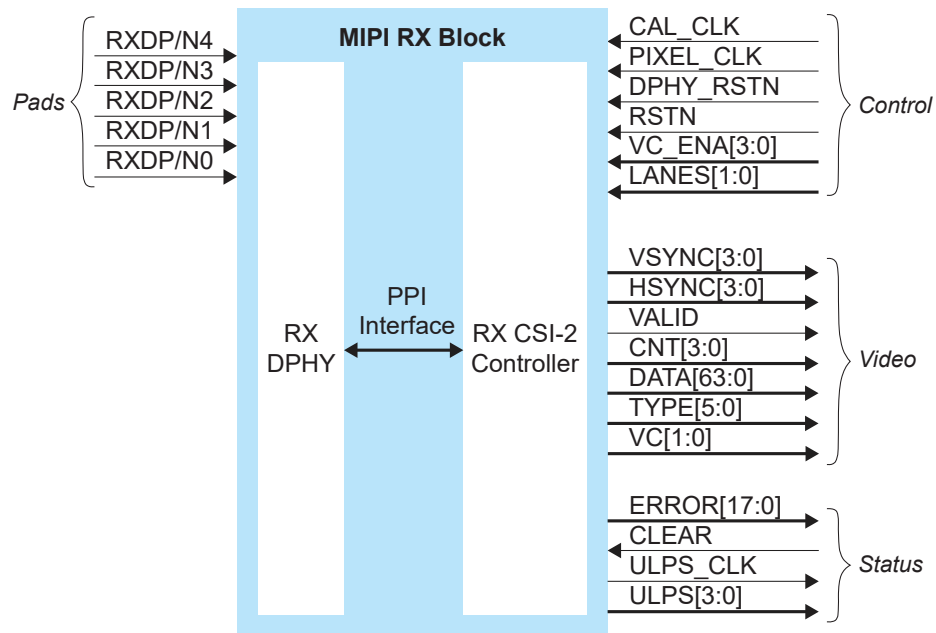 MIPI RX Block
Pads
RXDP/N4
RXDP/N3
RXDP/N2
RXDP/N1
RXDP/N0
RX
DPHY
PPI
Interface
RX CSI-2
Controller
CAL_CLK
PIXEL_CLK
DPHY_RSTN
RSTN
VC_ENA[3:0]
LANES[1:0]
Control
VSYNC[3:0]
HSYNC[3:0]
VALID
CNT[3:0]
DATA[63:0]
TYPE[5:0]
VC[1:0]
Video
ERROR[17:0]
CLEAR
ULPS_CLK
ULPS[3:0]
Status